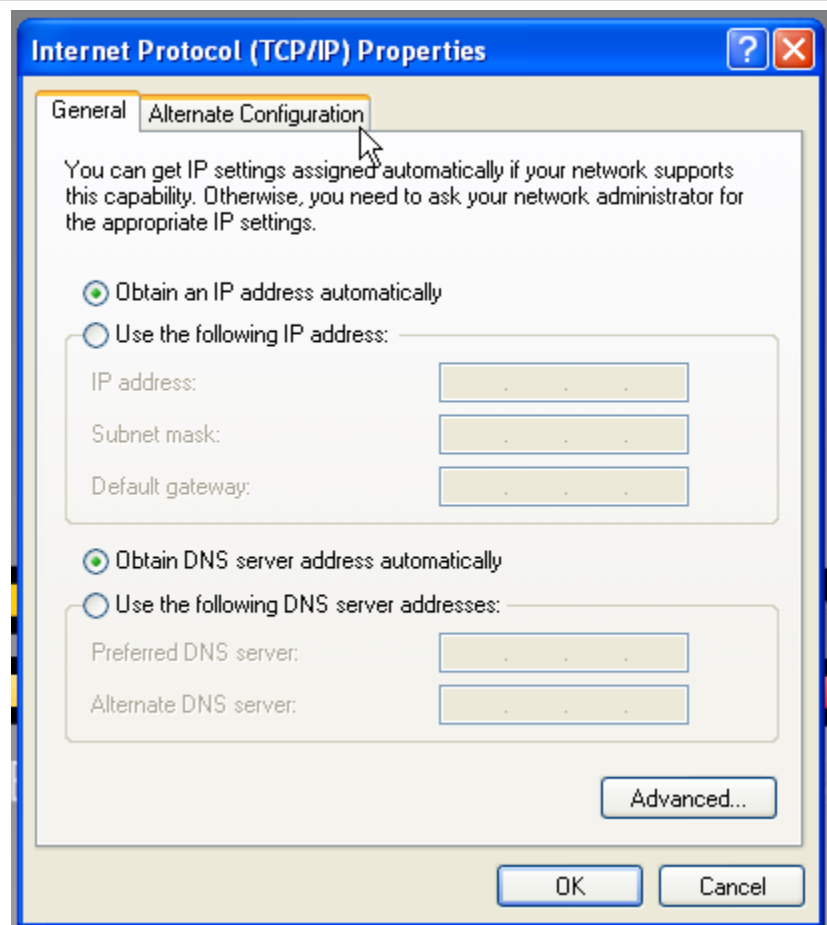 Internet Protocol (TCP/IP) Properties
General
Alternate Configuration
You can get IP settings assigned automatically if your network supports
this capability. Otherwise, you need to ask your network administrator for
the appropriate IP settings.
Obtain an IP address automatically
Use the following IP address:
IP address:
Subnet mask:
Default gateway:
Obtain DNS server address automatically
Use the following DNS server addresses:
Preferred DNS server:
Alternate DNS server:
Advanced...
OK
Cancel